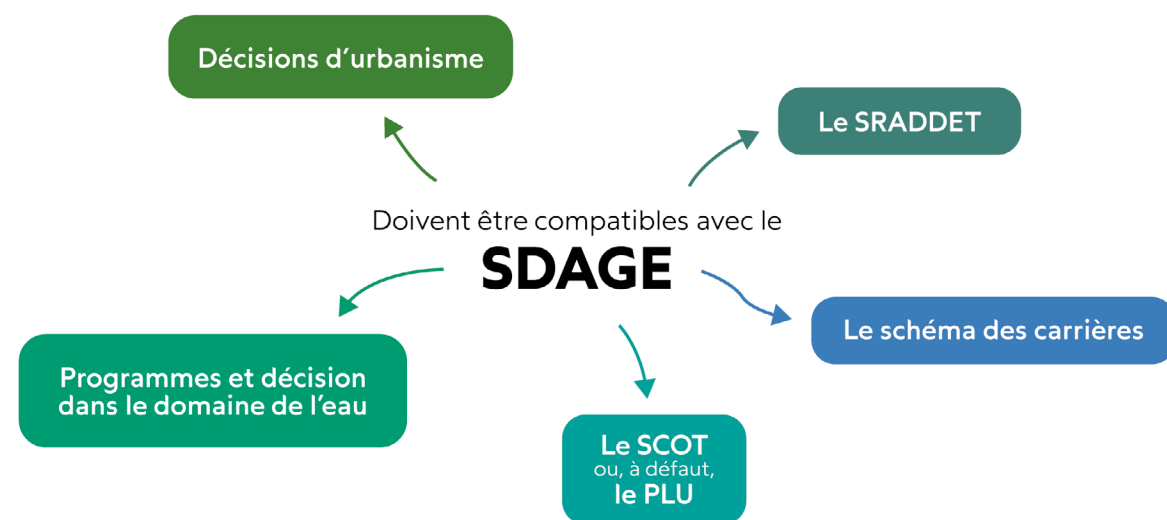 Décisions d’urbanisme
Le SRADDET
Doivent être compatibles avec le
SDAGE
Le schéma des carrières
Programmes et décision
dans le domaine de l’eau
Le SCOT
ou, à défaut,
le PLU